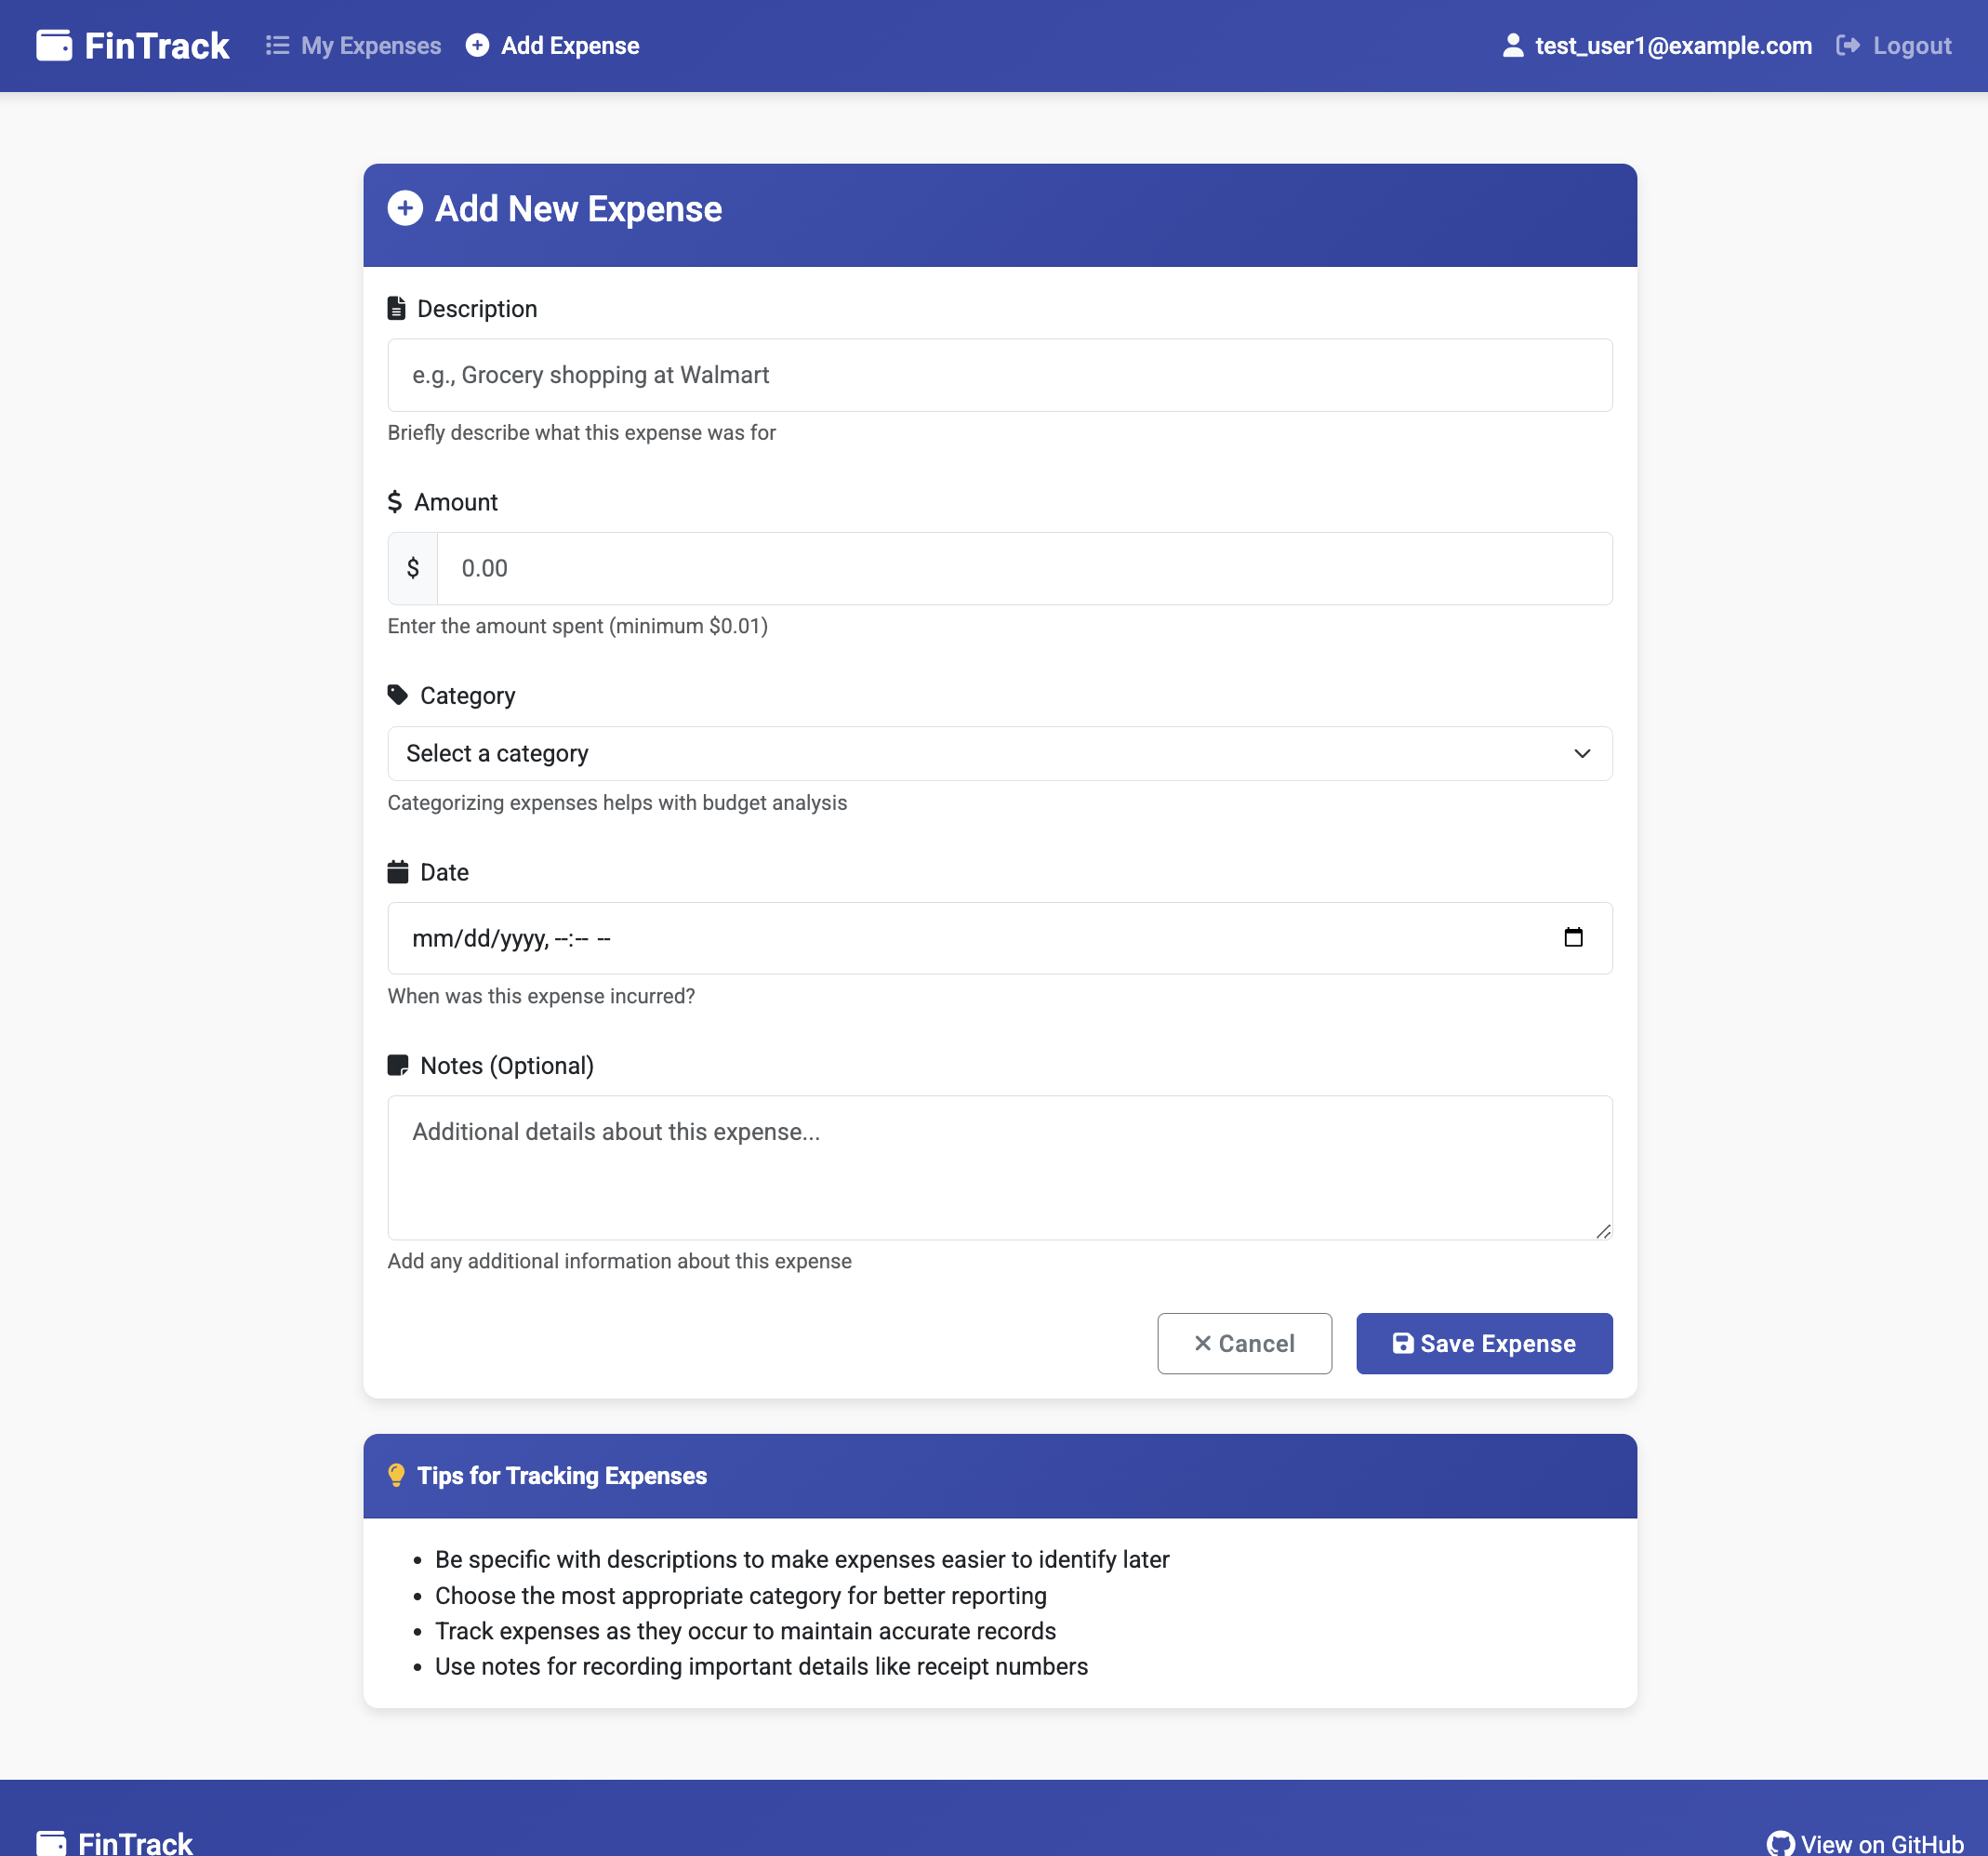 FinTrack My Expenses Add Expense test_user1@example.com Logout
Add New Expense
Description
e.g., Grocery shopping at Walmart
Briefly describe what this expense was for
Amount
$ 0.00
Enter the amount spent (minimum $0.01)
Category
Select a category
Categorizing expenses helps with budget analysis
Date
mm/dd/yyyy, --:-- --
When was this expense incurred?
Notes (Optional)
Additional details about this expense...
Add any additional information about this expense
Cancel Save Expense
Tips for Tracking Expenses
• Be specific with descriptions to make expenses easier to identify later
• Choose the most appropriate category for better reporting
• Track expenses as they occur to maintain accurate records
• Use notes for recording important details like receipt numbers
FinTrack View on GitHub